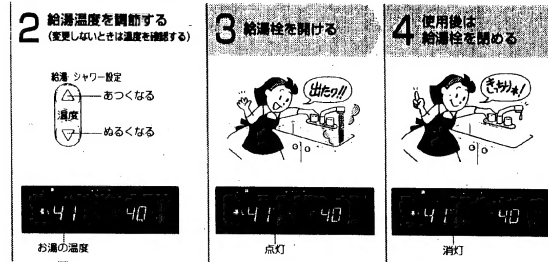 2 給湯温度を調節する
(変更しないときは温度を確認する)
給湯・シャワー設定
あつくなる
温度
ぬるくなる
41 40
お湯の温度
3 給湯栓を開ける
出たワ!!
41 40
点灯
4 使用後は
給湯栓を閉める
きっちりネ!
41 40
消灯